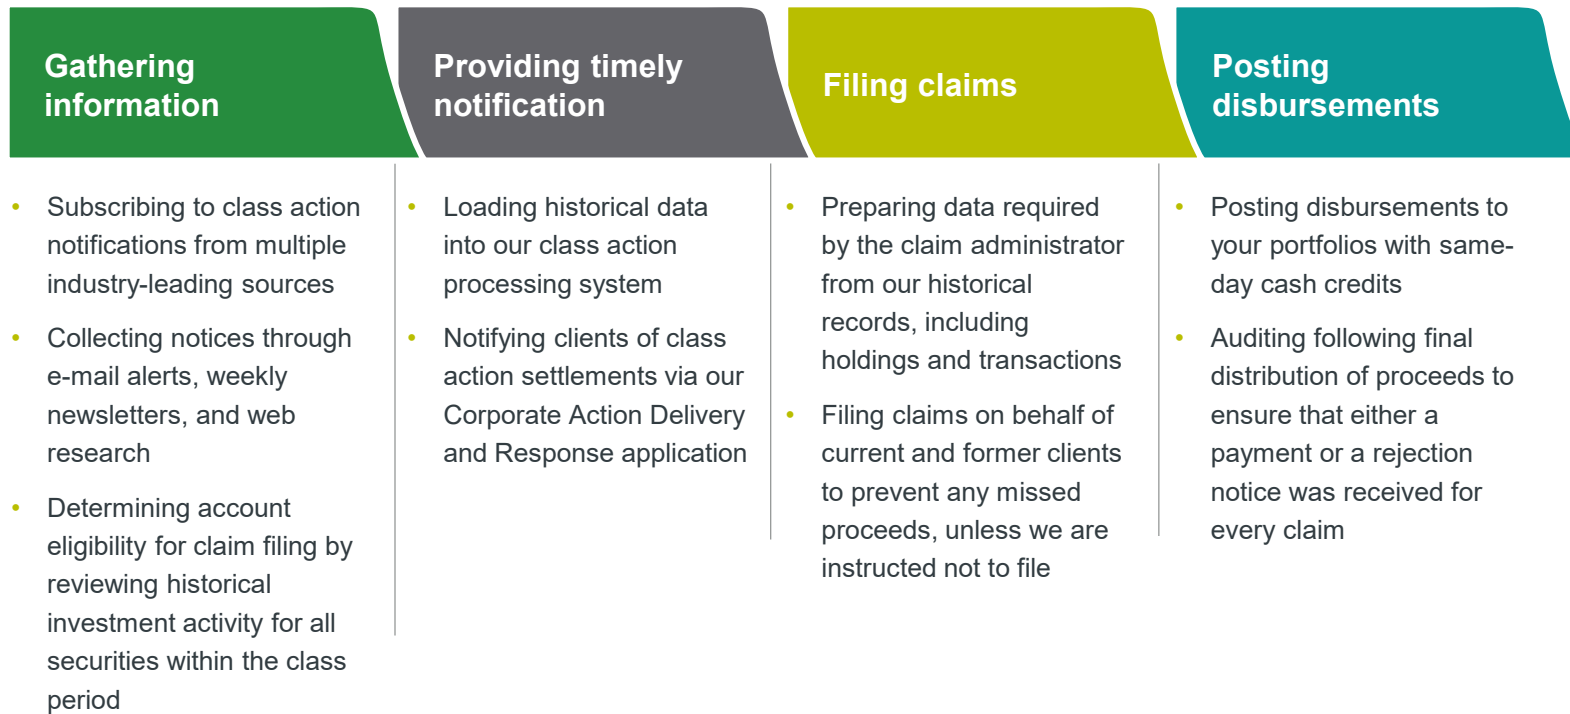 Gathering
information
Providing timely
notification
Filing claims
Posting
disbursements
• Subscribing to class action
notifications from multiple
industry-leading sources
• Collecting notices through
e-mail alerts, weekly
newsletters, and web
research
• Determining account
eligibility for claim filing by
reviewing historical
investment activity for all
securities within the class
period
• Loading historical data
into our class action
processing system
• Notifying clients of class
action settlements via our
Corporate Action Delivery
and Response application
• Preparing data required
by the claim administrator
from our historical
records, including
holdings and transactions
• Filing claims on behalf of
current and former clients
to prevent any missed
proceeds, unless we are
instructed not to file
• Posting disbursements to
your portfolios with same-
day cash credits
• Auditing following final
distribution of proceeds to
ensure that either a
payment or a rejection
notice was received for
every claim